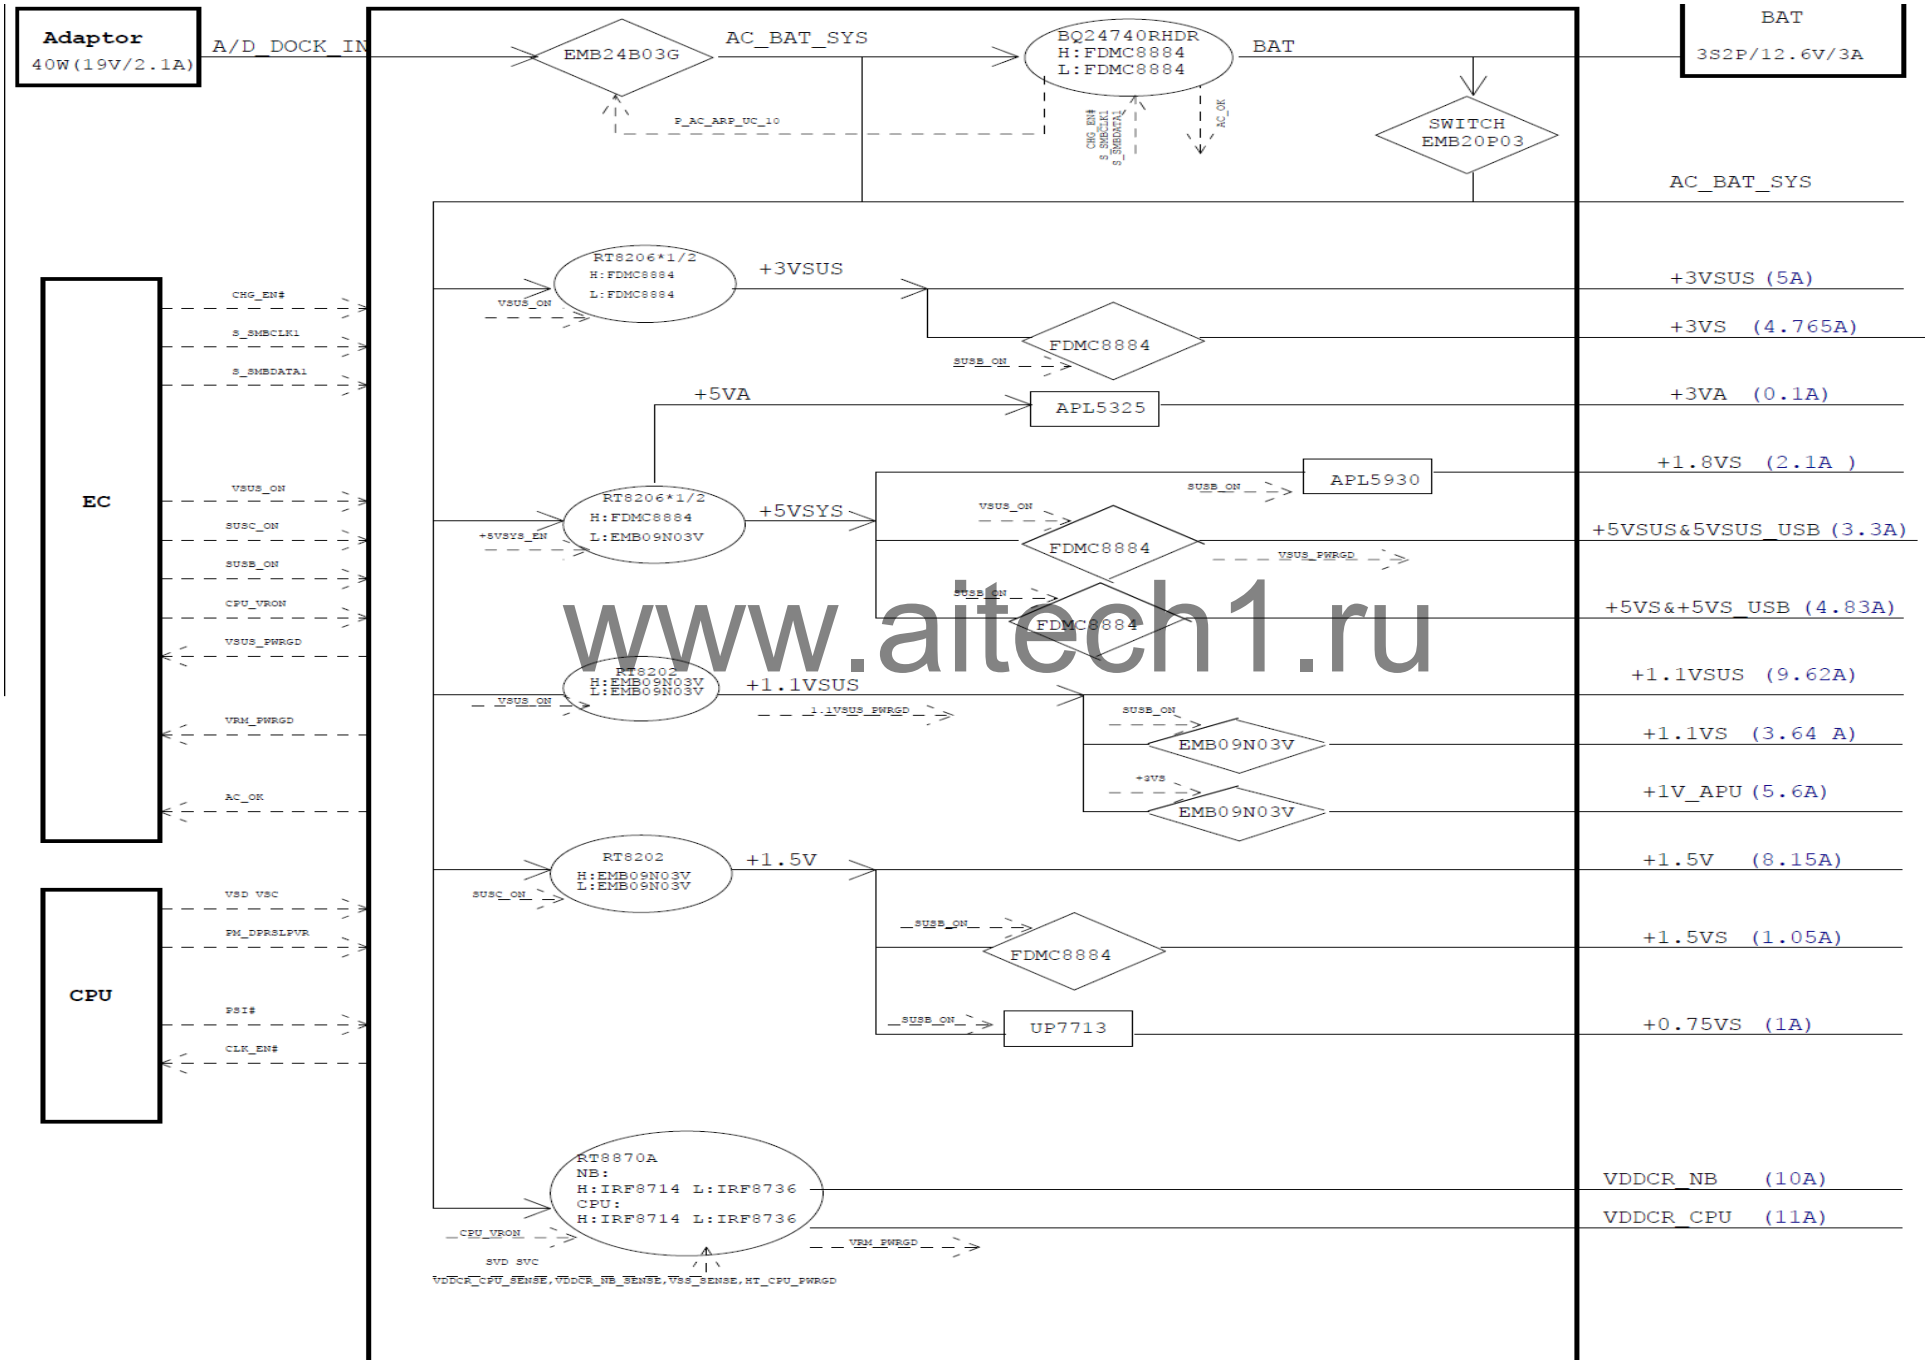 Adaptor
40W(19V/2.1A)
A/D_DOCK_IN
EMB24B03G
AC_BAT_SYS
BQ24740RHDR
H:FDMC8884
L:FDMC8884
BAT
BAT
3S2P/12.6V/3A
P_AC_ARP_UC_10
CHG_EN#
S_SMBCLK1
S_SMBDATA1
AC_OK
SWITCH
EMB20P03
AC_BAT_SYS
RT8206*1/2
H:FDMC8884
L:FDMC8884
VSUS_ON
+3VSUS
+3VSUS (5A)
FDMC8884
SUSB_ON
+3VS (4.765A)
+5VA
APL5325
+3VA (0.1A)
RT8206*1/2
H:FDMC8884
L:EMB09N03V
+5VSYS_EN
+5VSYS
SUSB_ON
APL5930
+1.8VS (2.1A )
VSUS_ON
FDMC8884
VSUS_PWRGD
+5VSUS&5VSUS_USB (3.3A)
SUSB_ON
FDMC8884
+5VS&+5VS_USB (4.83A)
www.aitech1.ru
RT8202
H:EMB09N03V
L:EMB09N03V
VSUS_ON
+1.1VSUS
1.1VSUS_PWRGD
+1.1VSUS (9.62A)
SUSB_ON
EMB09N03V
+1.1VS (3.64 A)
+3VS
EMB09N03V
+1V_APU (5.6A)
RT8202
H:EMB09N03V
L:EMB09N03V
SUSC_ON
+1.5V
+1.5V (8.15A)
SUSB_ON
FDMC8884
+1.5VS (1.05A)
SUSB_ON
UP7713
+0.75VS (1A)
RT8870A
NB:
H:IRF8714 L:IRF8736
CPU:
H:IRF8714 L:IRF8736
CPU_VRON
VRM_PWRGD
SVD SVC
VDDCR_CPU_SENSE,VDDCR_NB_SENSE,VSS_SENSE,HT_CPU_PWRGD
VDDCR_NB (10A)
VDDCR_CPU (11A)
EC
CHG_EN#
S_SMBCLK1
S_SMBDATA1
VSUS_ON
SUSC_ON
SUSB_ON
CPU_VRON
VSUS_PWRGD
VRM_PWRGD
AC_OK
CPU
VSD VSC
PM_DPRSLPVR
PSI#
CLK_EN#